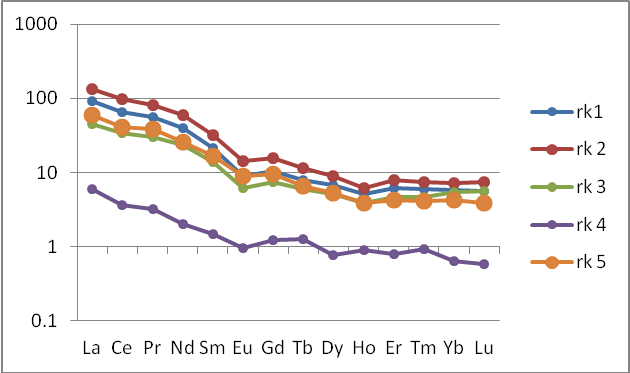 1000
100
10
1
0.1
La Ce Pr Nd Sm Eu Gd Tb Dy Ho Er Tm Yb Lu
rk1
rk 2
rk 3
rk 4
rk 5